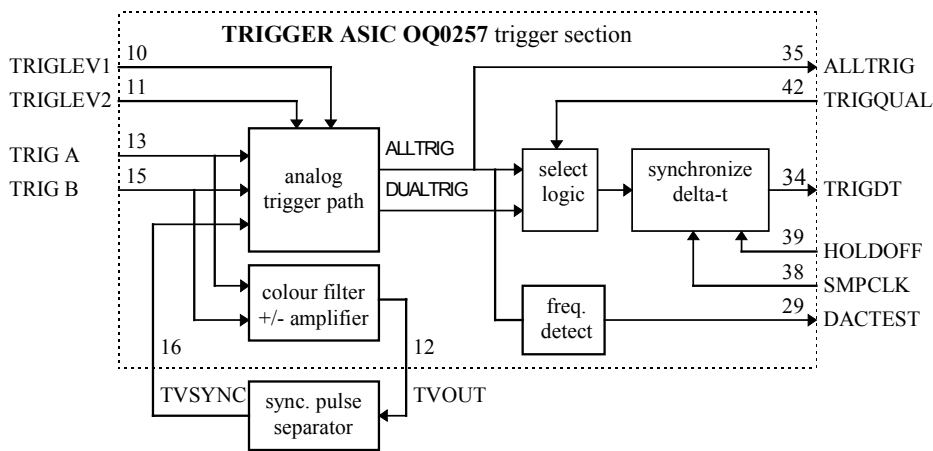 TRIGGER ASIC OQ0257 trigger section
TRIGLEV1
10
TRIGLEV2
11
TRIG A
13
TRIG B
15
analog
trigger path
ALLTRIG
DUALTRIG
select
logic
synchronize
delta-t
35
ALLTRIG
42
TRIGQUAL
34
TRIGDT
39
HOLDOFF
38
SMPCLK
29
DACTEST
colour filter
+/- amplifier
freq.
detect
16
12
TVSYNC
TVOUT
sync. pulse
separator